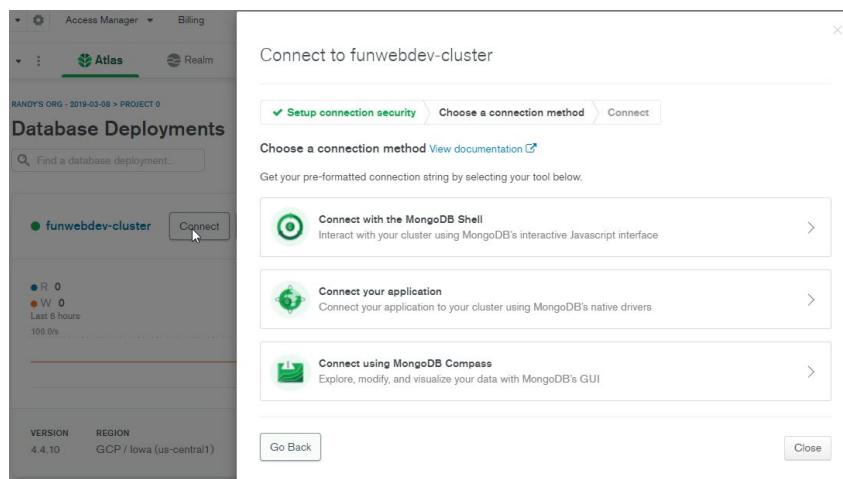 Access Manager Billing
Atlas Realm
RANDY'S ORG - 2019-03-08 > PROJECT 0
Database Deployments
Find a database deployment...
funwebdev-cluster Connect
R 0
W 0
Last 6 hours
100.0/s
VERSION REGION
4.4.10 GCP / Iowa (us-central1)
Connect to funwebdev-cluster
Setup connection security Choose a connection method Connect
Choose a connection method View documentation
Get your pre-formatted connection string by selecting your tool below.
Connect with the MongoDB Shell
Interact with your cluster using MongoDB's interactive Javascript interface
Connect your application
Connect your application to your cluster using MongoDB's native drivers
Connect using MongoDB Compass
Explore, modify, and visualize your data with MongoDB's GUI
Go Back Close